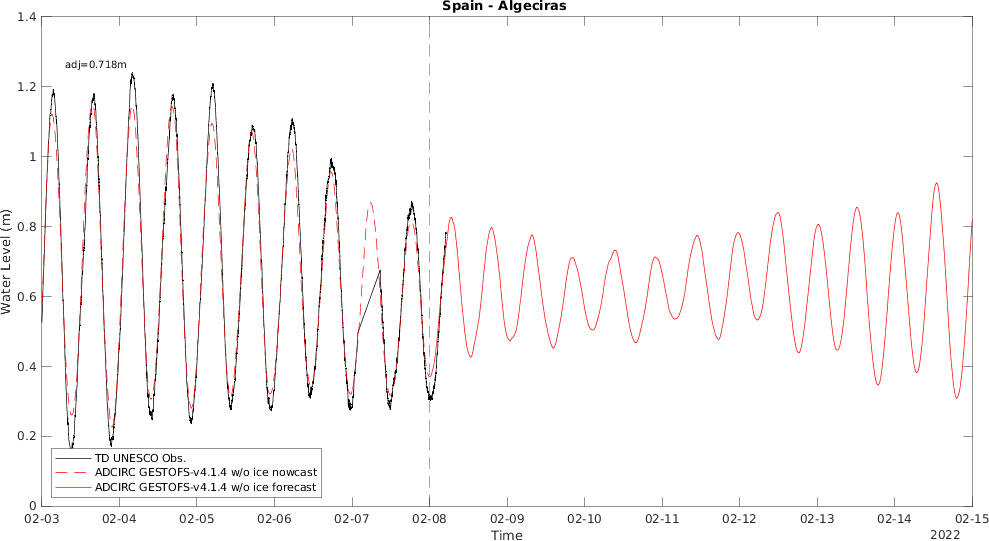 Spain - Algeciras
adj=0.718m
1.4
1.2
1
0.8
0.6
0.4
0.2
0
Water Level (m)
TD UNESCO Obs.
ADCIRC GESTOFS-v4.1.4 w/o ice nowcast
ADCIRC GESTOFS-v4.1.4 w/o ice forecast
02-03 02-04 02-05 02-06 02-07 02-08 02-09 02-10 02-11 02-12 02-13 02-14 02-15
Time
2022